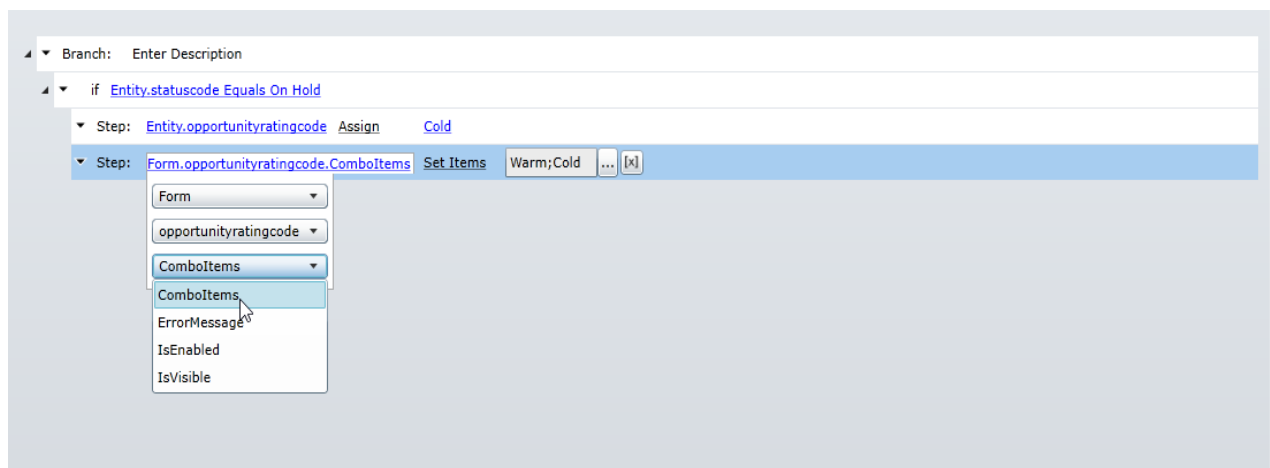 Branch: Enter Description
if Entity.statuscode Equals On Hold
Step: Entity.opportunityratingcode Assign Cold
Step: Form.opportunityratingcode.ComboItems Set Items Warm;Cold ... [x]
Form
opportunityratingcode
ComboItems
ComboItems
ErrorMessage
IsEnabled
IsVisible